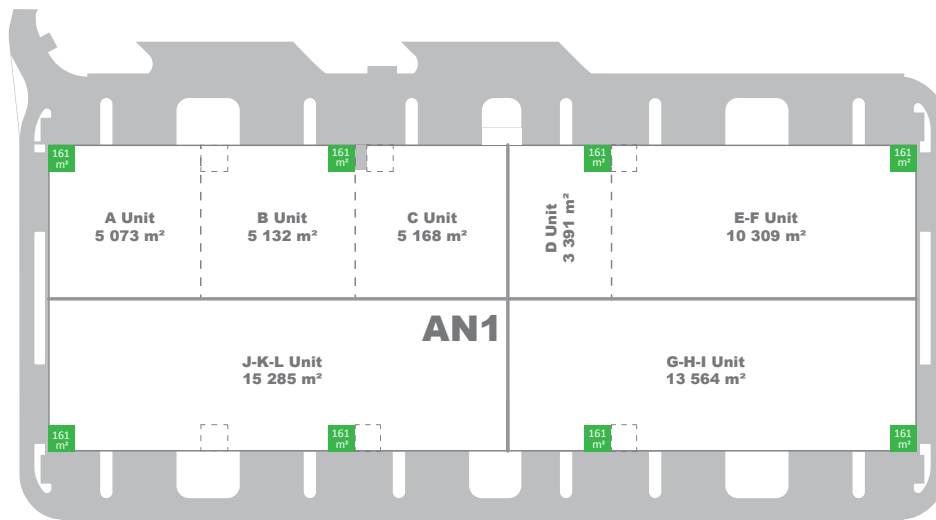 161
m²
161
m²
161
m²
161
m²
A Unit
5 073 m²
B Unit
5 132 m²
C Unit
5 168 m²
D Unit
3 391 m²
E-F Unit
10 309 m²
AN1
J-K-L Unit
15 285 m²
G-H-I Unit
13 564 m²
161
m²
161
m²
161
m²
161
m²